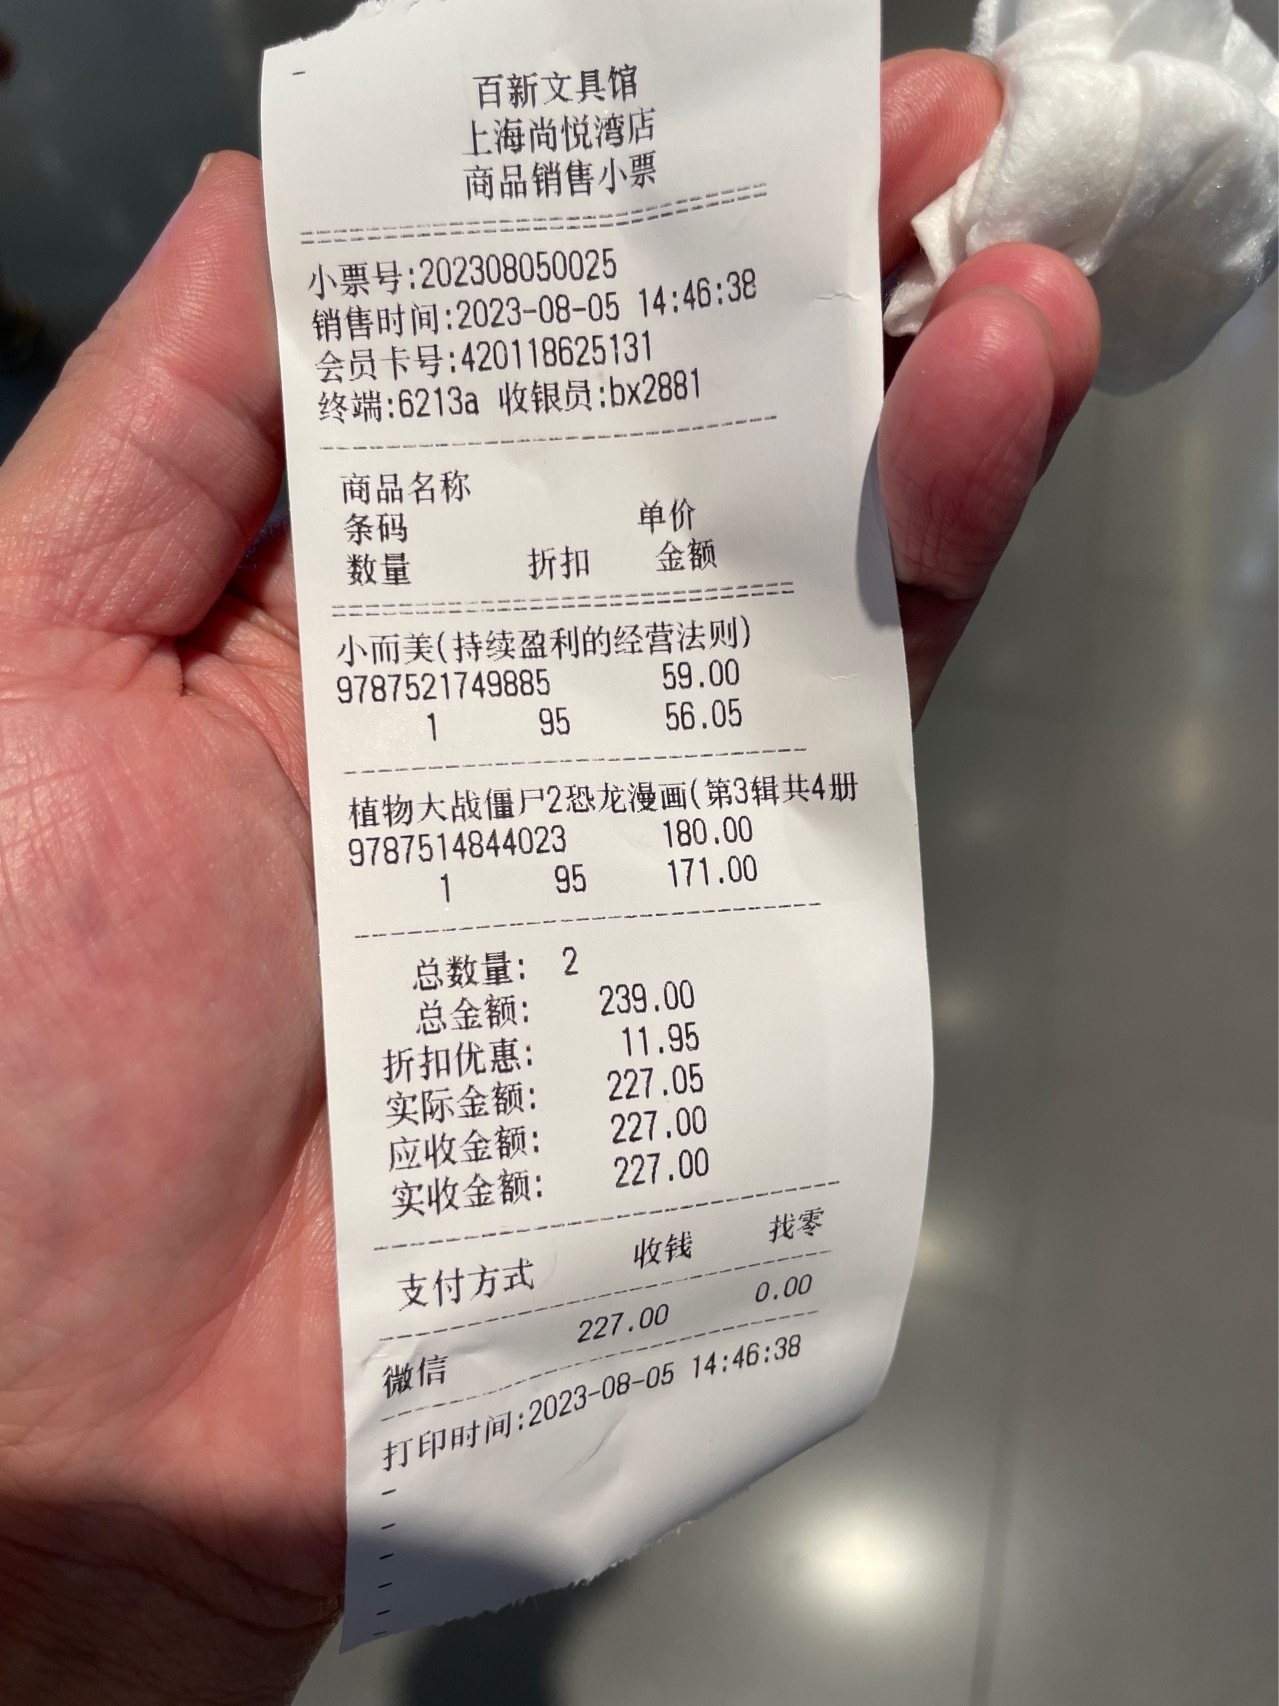 百新文具馆
上海尚悦湾店
商品销售小票
小票号:202308050025
销售时间:2023-08-05 14:46:38
会员卡号:420118625131
终端:6213a 收银员:bx2881
商品名称
条码 单价
数量 折扣 金额
小而美(持续盈利的经营法则)
9787521749885 59.00
1 95 56.05
植物大战僵尸2恐龙漫画(第3辑共4册
9787514844023 180.00
1 95 171.00
总数量: 2
总金额: 239.00
折扣优惠: 11.95
实际金额: 227.05
应收金额: 227.00
实收金额: 227.00
支付方式 收钱 找零
微信 227.00 0.00
打印时间:2023-08-05 14:46:38